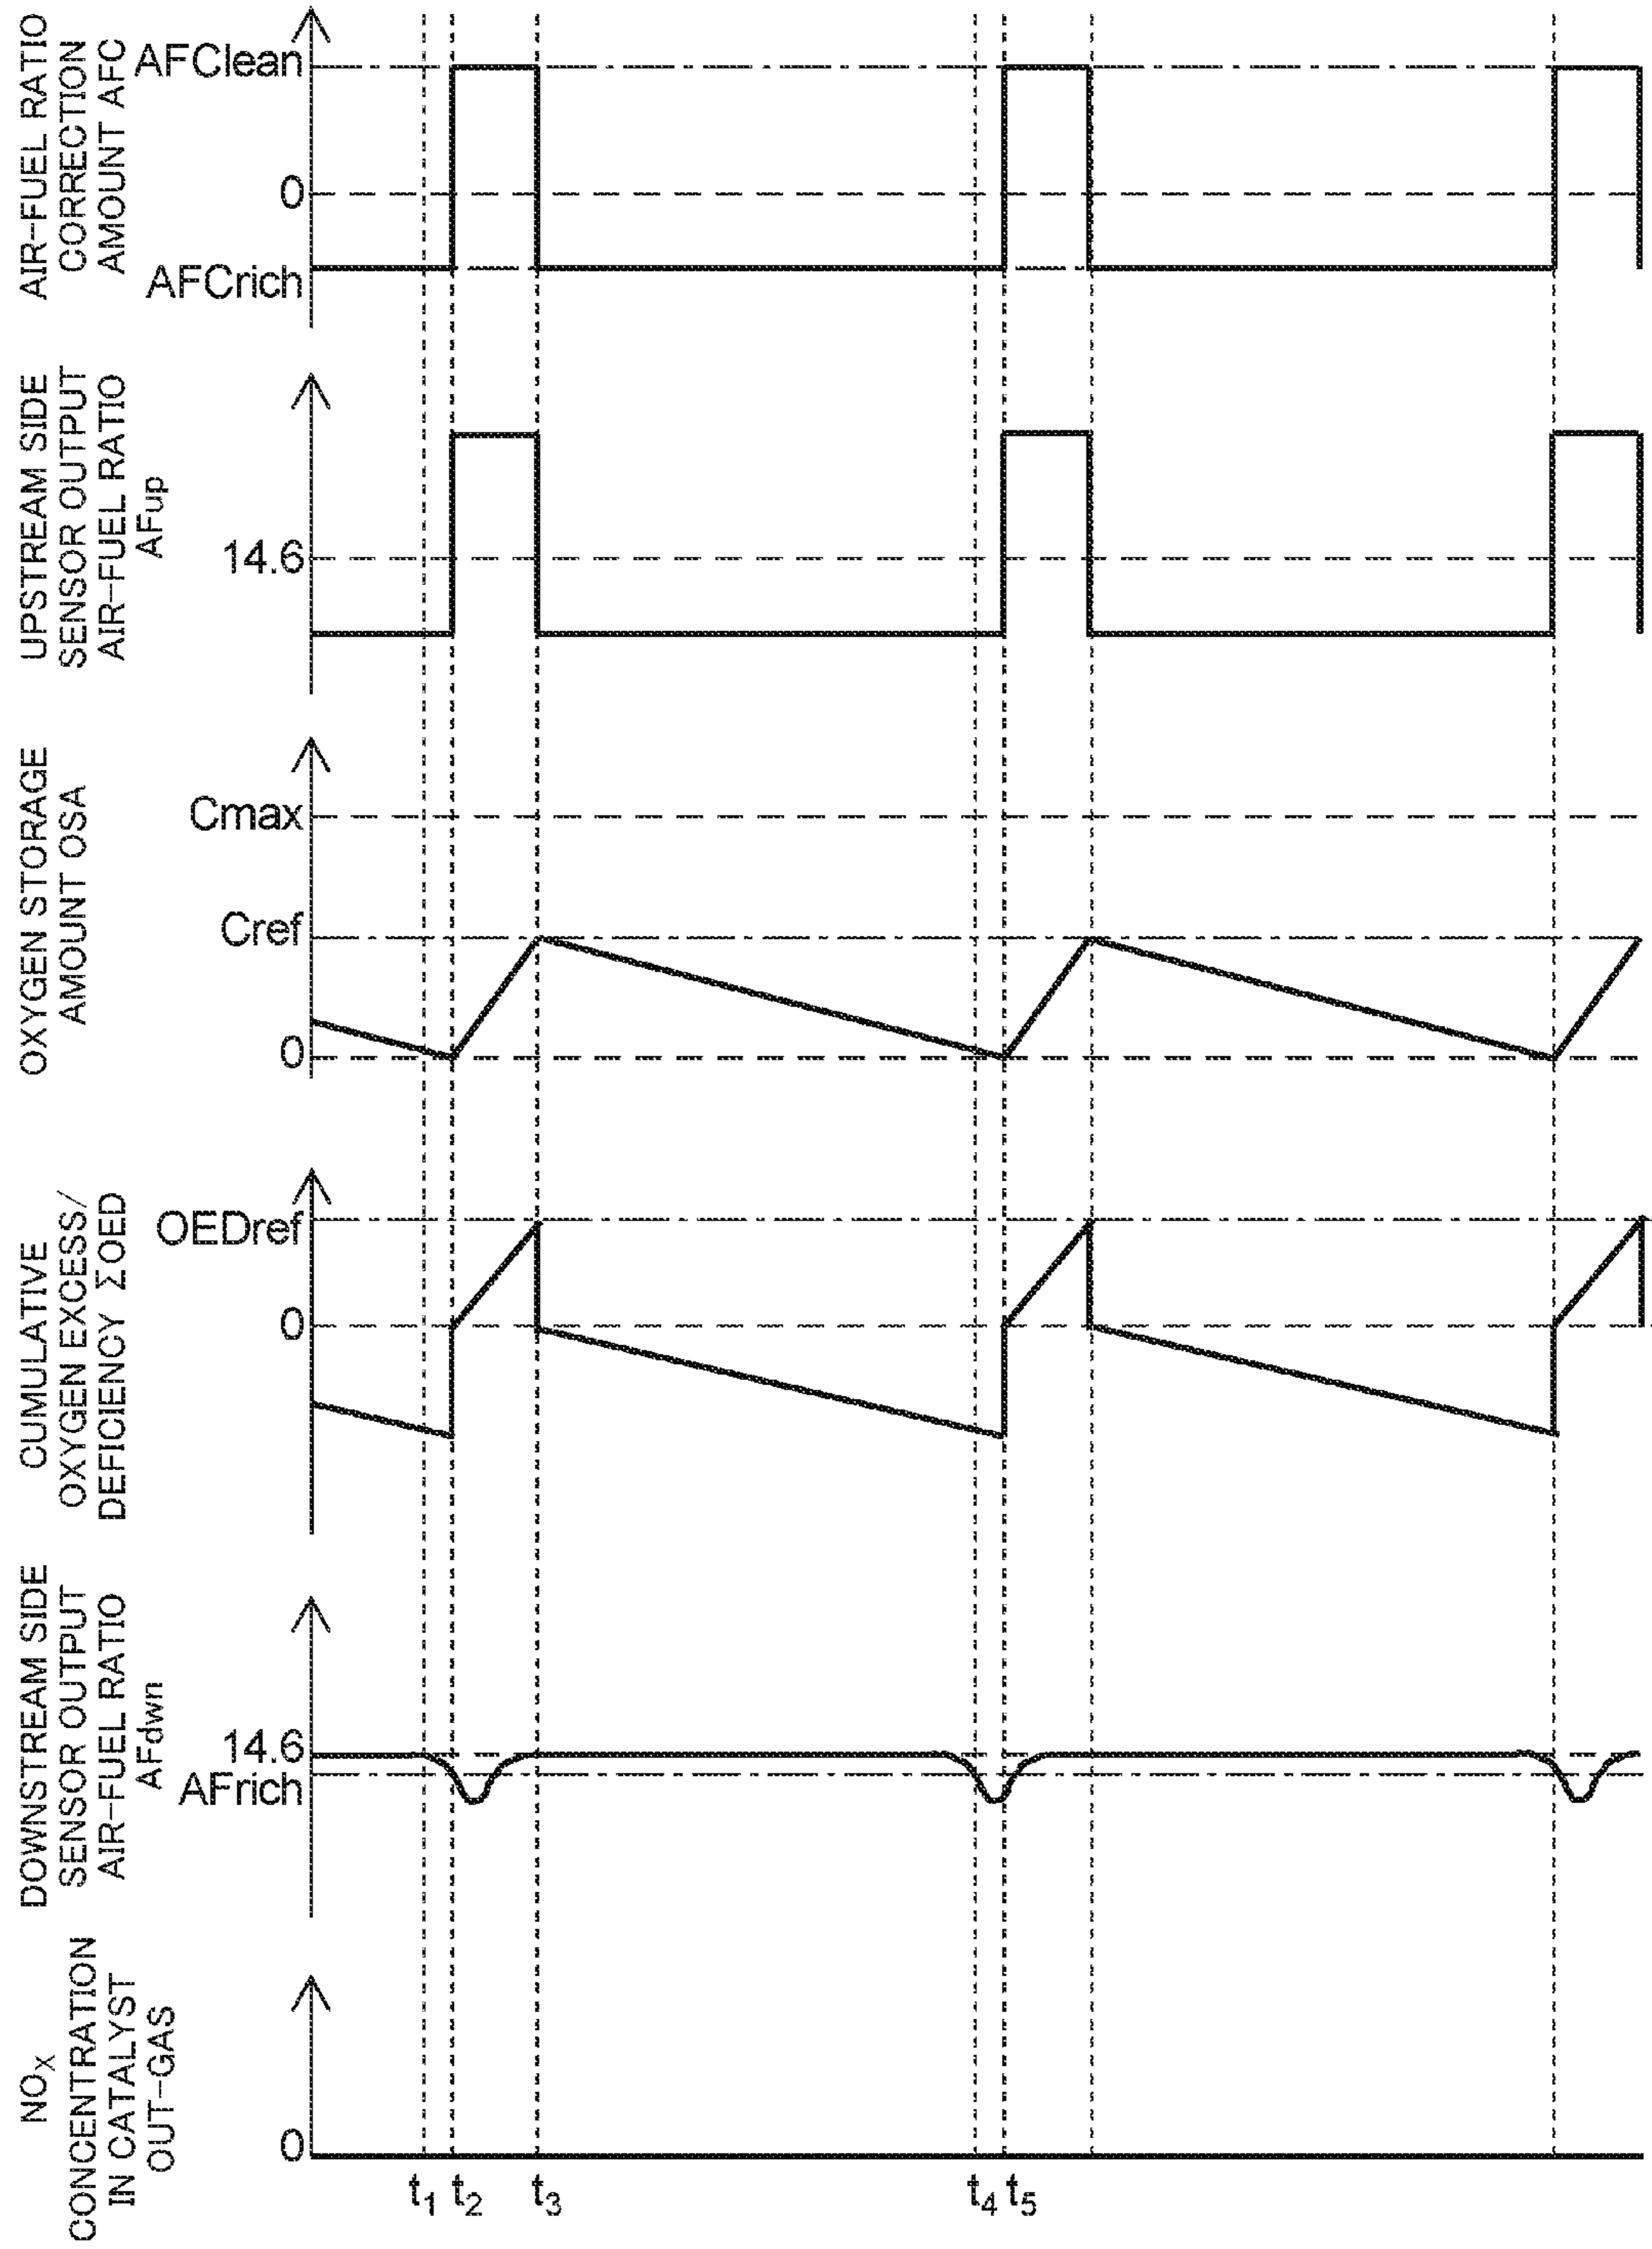 AIR-FUEL RATIO
CORRECTION
AMOUNT AFC
AFClean
0
AFCrich
UPSTREAM SIDE
SENSOR OUTPUT
AIR-FUEL RATIO
AFup
14.6
OXYGEN STORAGE
AMOUNT OSA
Cmax
Cref
0
CUMULATIVE
OXYGEN EXCESS/
DEFICIENCY ΣOED
OEDref
0
DOWNSTREAM SIDE
SENSOR OUTPUT
AIR-FUEL RATIO
AFdwn
14.6
AFrich
NOX
CONCENTRATION
IN CATALYST
OUT-GAS
0
t1 t2 t3 t4 t5